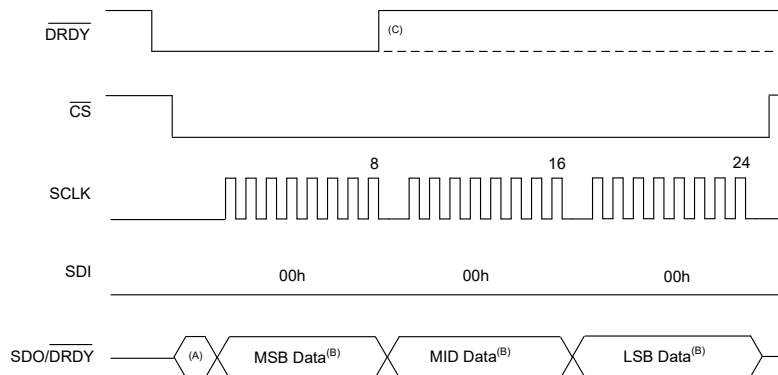 DRDY
(C)
CS
8 16 24
SCLK
SDI
00h 00h 00h
SDO/DRDY (A) MSB Data(B) MID Data(B) LSB Data(B)